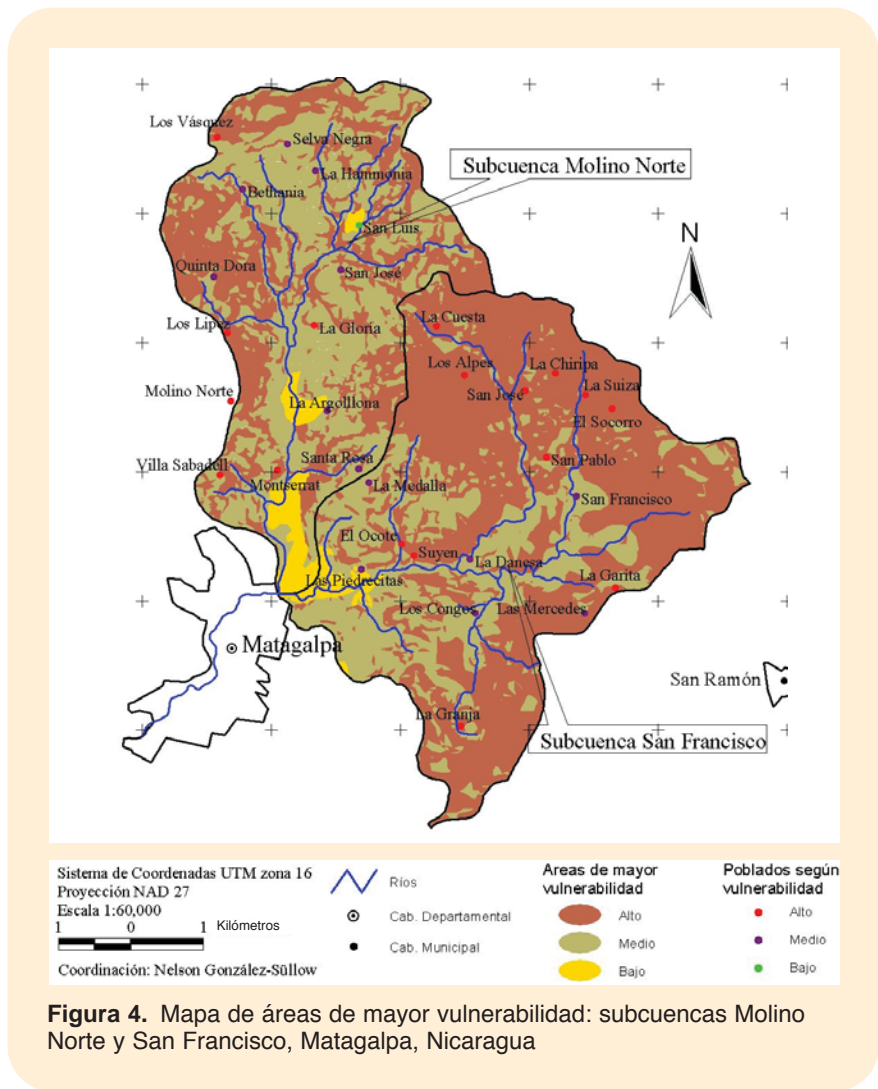 Los Vásquez
Selva Negra
La Hammonia
Subcuenca Molino Norte
Bethania
San Luis
N
Quinta Dora
San José
La Cuesta
Los Lipez
La Gloria
Los Alpes
La Chiripa
San José
La Suiza
Molino Norte
La Argolllona
El Socorro
Villa Sabadell
Santa Rosa
San Pablo
Montserrat
La Medalla
San Francisco
El Ocote
Suyen
La Danesa
Las Piedrecitas
La Garita
Los Congos
Las Mercedes
Matagalpa
San Ramón
La Granja
Subcuenca San Francisco
Sistema de Coordenadas UTM zona 16
Proyección NAD 27
Escala 1:60,000
1 0 1 Kilómetros
Coordinación: Nelson González-Süllow
Ríos
Cab. Departamental
Cab. Municipal
Areas de mayor
vulnerabilidad
Alto
Medio
Bajo
Poblados según
vulnerabilidad
Alto
Medio
Bajo
Figura 4. Mapa de áreas de mayor vulnerabilidad: subcuencas Molino
Norte y San Francisco, Matagalpa, Nicaragua